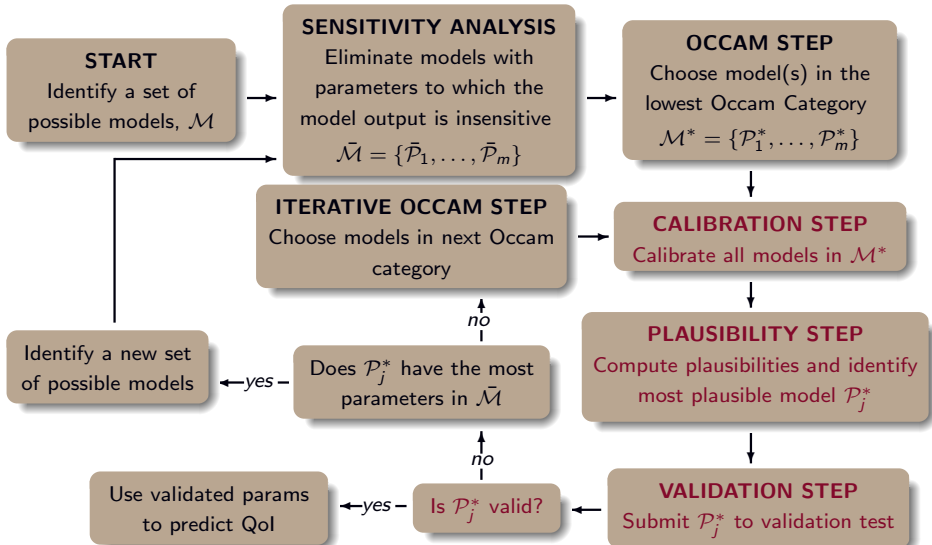 START
Identify a set of
possible models, ℳ
SENSITIVITY ANALYSIS
Eliminate models with
parameters to which the
model output is insensitive
ℳ̄ = {𝒫̄₁, . . . , 𝒫̄ₘ}
OCCAM STEP
Choose model(s) in the
lowest Occam Category
ℳ* = {𝒫₁*, . . . , 𝒫ₘ*}
ITERATIVE OCCAM STEP
Choose models in next Occam
category
CALIBRATION STEP
Calibrate all models in ℳ*
no
PLAUSIBILITY STEP
Compute plausibilities and identify
most plausible model 𝒫ⱼ*
Identify a new set
of possible models
yes
Does 𝒫ⱼ* have the most
parameters in ℳ̄
no
VALIDATION STEP
Submit 𝒫ⱼ* to validation test
Is 𝒫ⱼ* valid?
yes
Use validated params
to predict QoI